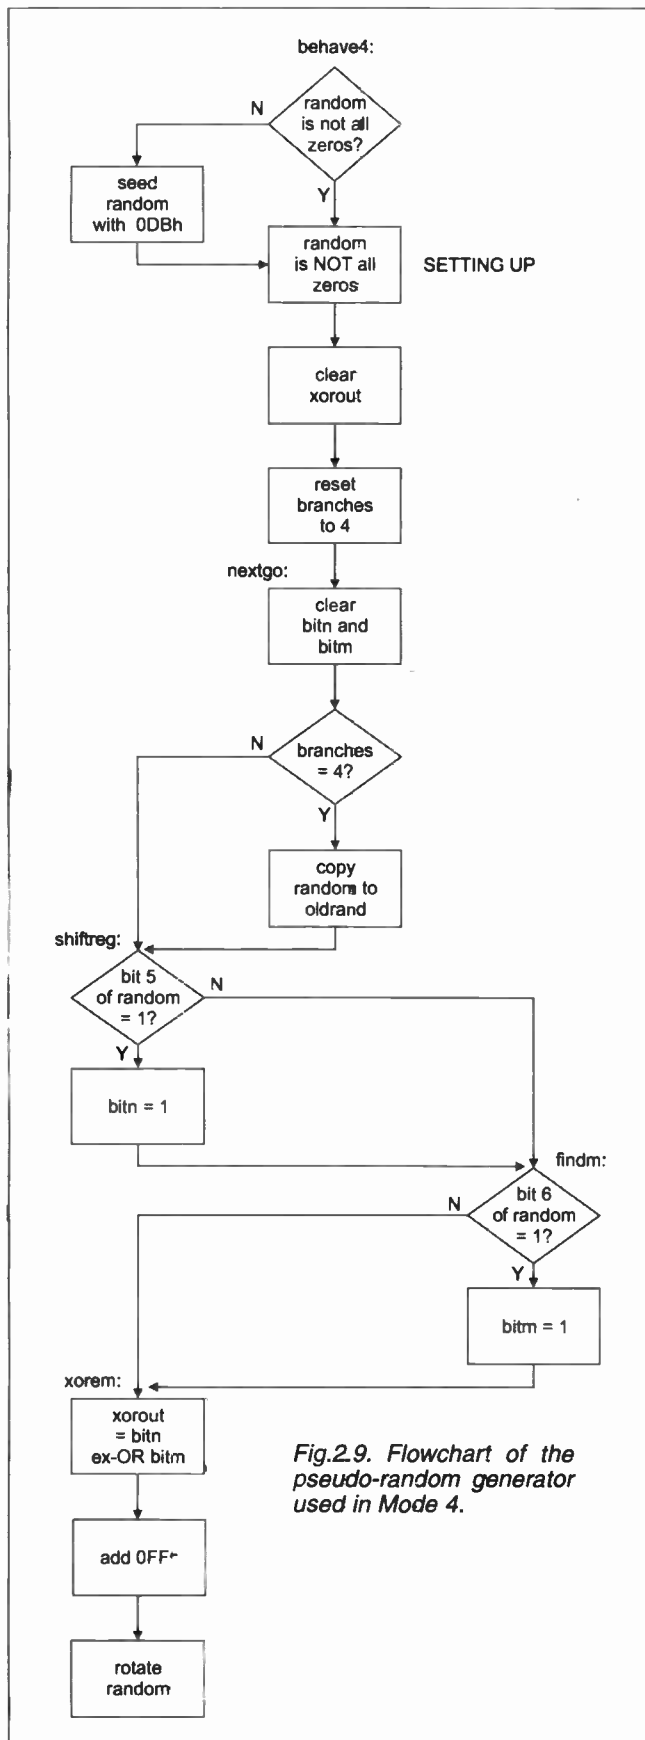 behave4:
random
is not all
zeros?
N
Y
seed
random
with 0DBh
random
is NOT all
zeros
SETTING UP
clear
xorout
reset
branches
to 4
nextgo:
clear
bitn and
bitm
branches
= 4?
N
Y
copy
random to
oldrand
shiftreg:
bit 5
of random
= 1?
N
Y
bitn = 1
findm:
bit 6
of random
= 1?
N
Y
bitm = 1
xorem:
xorout
= bitn
ex-OR bitm
add 0FF
rotate
random
Fig.2.9. Flowchart of the
pseudo-random generator
used in Mode 4.